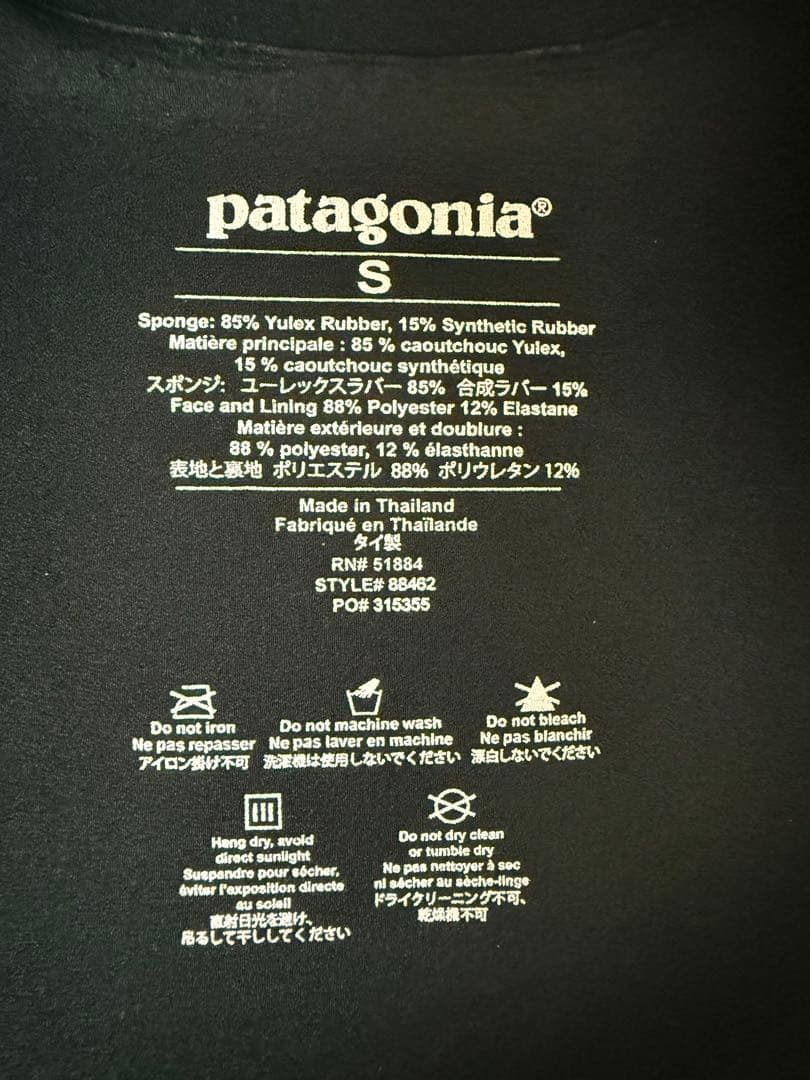 patagonia®
S
Sponge: 85% Yulex Rubber, 15% Synthetic Rubber
Matière principale : 85 % caoutchouc Yulex,
15 % caoutchouc synthétique
スポンジ: ユーレックスラバー 85% 合成ラバー 15%
Face and Lining 88% Polyester 12% Elastane
Matière extérieure et doublure :
88 % polyester, 12 % élasthanne
表地と裏地 ポリエステル 88% ポリウレタン 12%
Made in Thailand
Fabriqué en Thaïlande
タイ製
RN# 51884
STYLE# 88462
PO# 315355
Do not iron
Ne pas repasser
アイロン掛け不可
Do not machine wash
Ne pas laver en machine
洗濯機は使用しないでください
Do not bleach
Ne pas blanchir
漂白しないでください
Hang dry, avoid
direct sunlight
Suspendre pour sécher,
éviter l'exposition directe
au soleil
直射日光を避け、
吊るして干ししてください
Do not dry clean
or tumble dry
Ne pas nettoyer à sec
ni sécher au sèche-linge
ドライクリーニング不可、
乾燥機不可